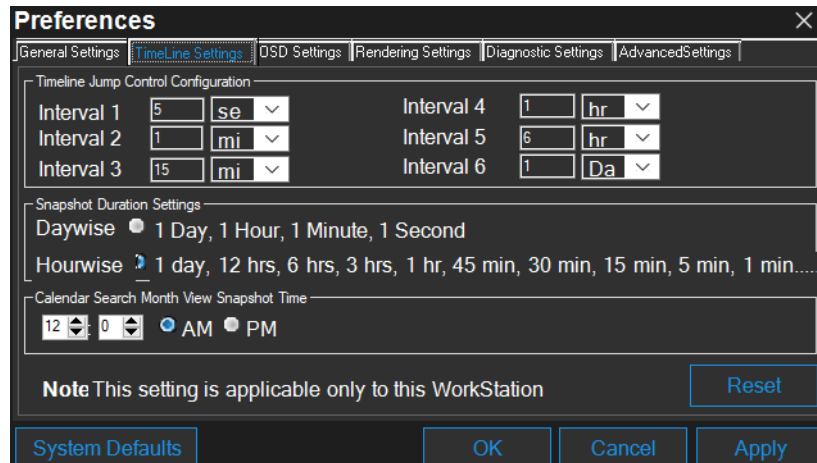 Preferences
General Settings TimeLine Settings OSD Settings Rendering Settings Diagnostic Settings AdvancedSettings
Timeline Jump Control Configuration
Interval 1 5 se Interval 4 1 hr
Interval 2 1 mi Interval 5 6 hr
Interval 3 15 mi Interval 6 1 Da
Snapshot Duration Settings
Daywise 1 Day, 1 Hour, 1 Minute, 1 Second
Hourwise 1 day, 12 hrs, 6 hrs, 3 hrs, 1 hr, 45 min, 30 min, 15 min, 5 min, 1 min....
Calendar Search Month View Snapshot Time
12 : 0 AM PM
Note This setting is applicable only to this WorkStation Reset
System Defaults OK Cancel Apply